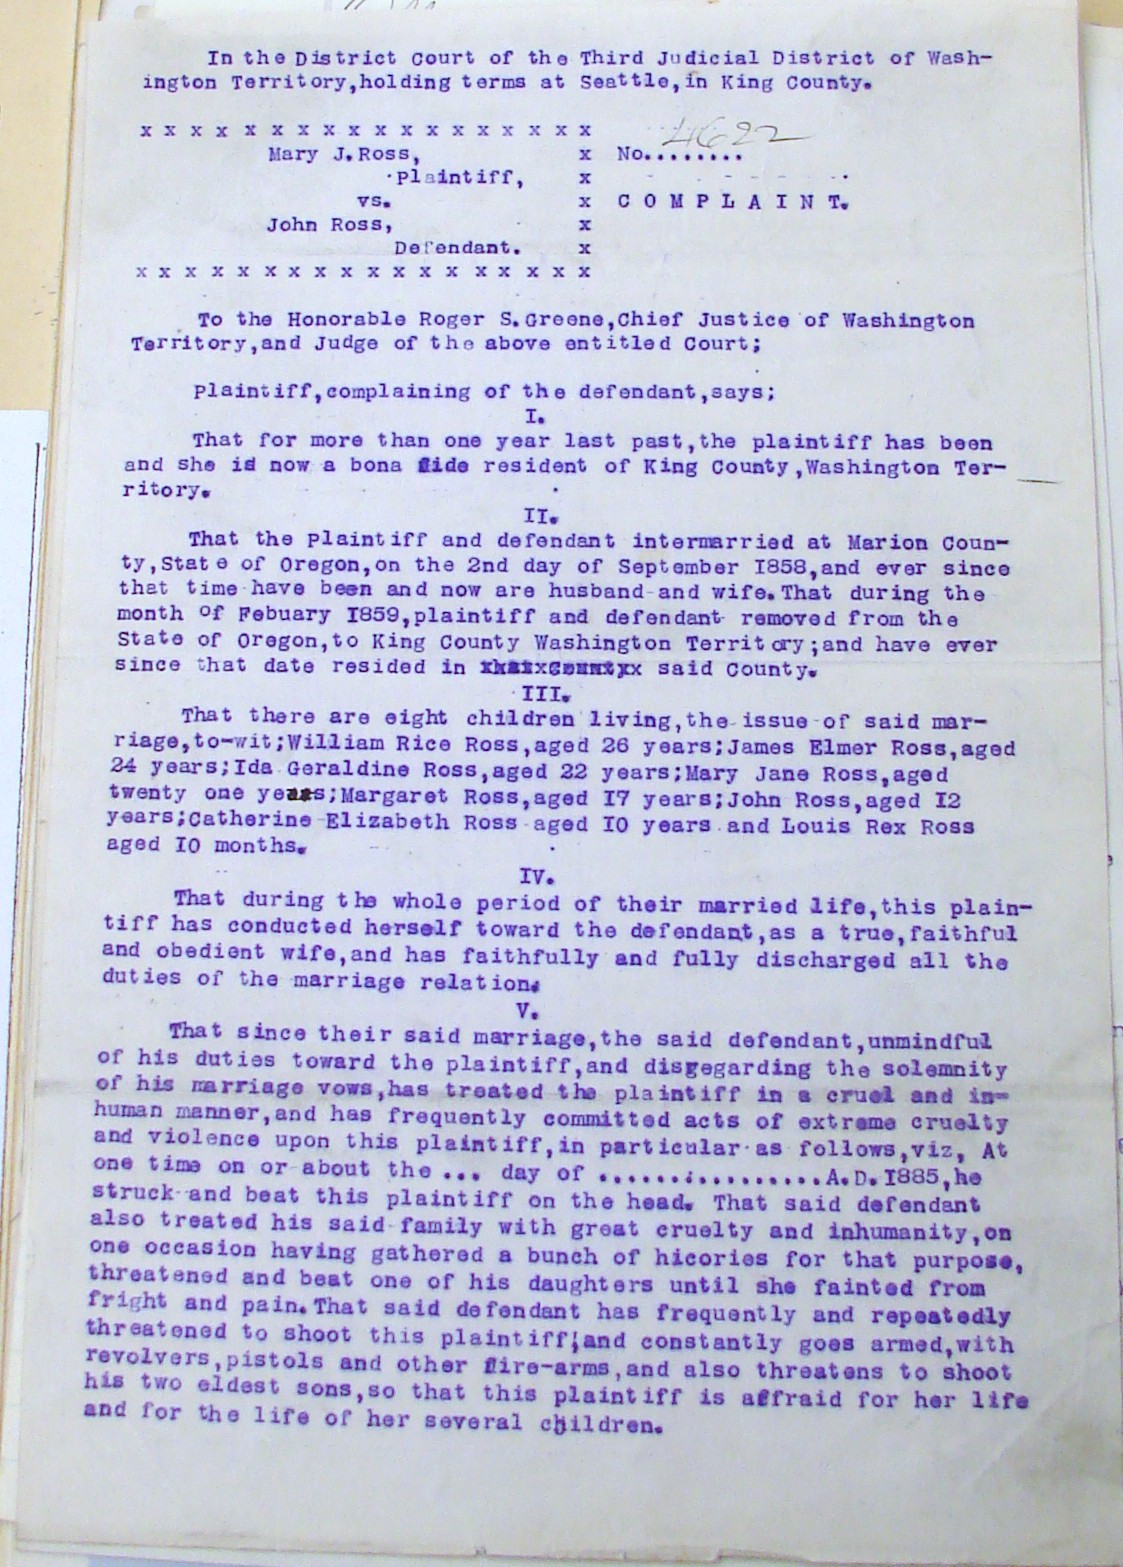 In the District Court of the Third Judicial District of Wash-
ington Territory,holding terms at Seattle,in King County.
x x x x x x x x x x x x x x x x x x
Mary J.Ross, x No........ 4622
Plaintiff, x
vs. x C O M P L A I N T.
John Ross, x
Defendant. x
x x x x x x x x x x x x x x x x x x
To the Honorable Roger S.Greene,Chief Justice of Washington
Territory,and Judge of the above entitled Court;
Plaintiff,complaining of the defendant,says;
I.
That for more than one year last past,the plaintiff has been
and she is now a bona fide resident of King County,Washington Ter-
ritory.
II.
That the plaintiff and defendant intermarried at Marion Coun-
ty,State of Oregon,on the 2nd day of September I858,and ever since
that time have been and now are husband and wife.That during the
month of Febuary I859,plaintiff and defendant removed from the
State of Oregon,to King County Washington Territory;and have ever
since that date resided in said County.
III.
That there are eight children living,the issue of said mar-
riage,to-wit;William Rice Ross,aged 26 years;James Elmer Ross,aged
24 years;Ida Geraldine Ross,aged 22 years;Mary Jane Ross,aged
twenty one years;Margaret Ross,aged I7 years;John Ross,aged I2
years;Catherine Elizabeth Ross aged I0 years and Louis Rex Ross
aged I0 months.
IV.
That during the whole period of their married life,this plain-
tiff has conducted herself toward the defendant,as a true,faithful
and obedient wife,and has faithfully and fully discharged all the
duties of the marriage relation.
V.
That since their said marriage,the said defendant,unmindful
of his duties toward the plaintiff,and disregarding the solemnity
of his marriage vows,has treated the plaintiff in a cruel and in-
human manner,and has frequently committed acts of extreme cruelty
and violence upon this plaintiff,in particular as follows,viz, At
one time on or about the ... day of .................A.D.I885,he
struck and beat this plaintiff on the head. That said defendant
also treated his said family with great cruelty and inhumanity,on
one occasion having gathered a bunch of hicories for that purpose,
threatened and beat one of his daughters until she fainted from
fright and pain.That said defendant has frequently and repeatedly
threatened to shoot this plaintiff;and constantly goes armed,with
revolvers,pistols and other fire-arms,and also threatens to shoot
his two eldest sons,so that this plaintiff is affraid for her life
and for the life of her several children.